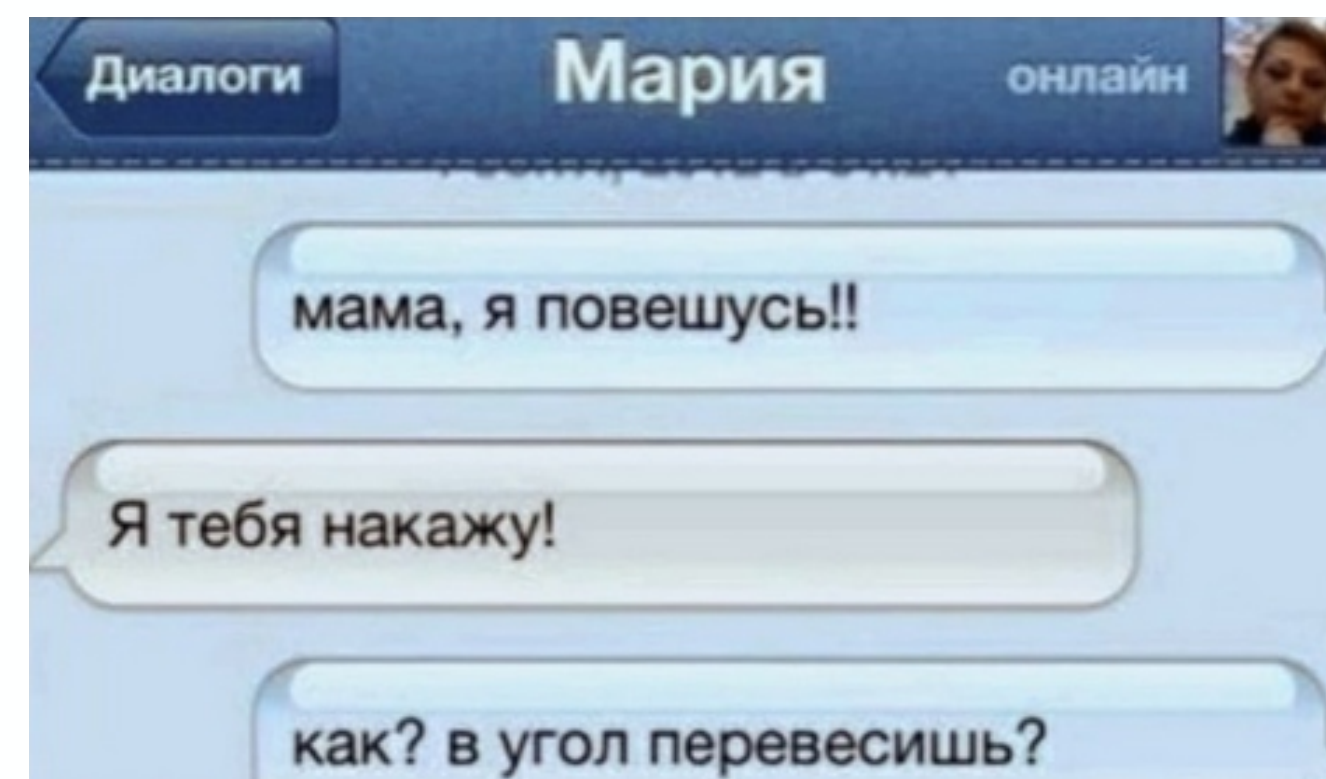 Диалоги
Мария
онлайн
мама, я повешусь!!
Я тебя накажу!
как? в угол перевесишь?